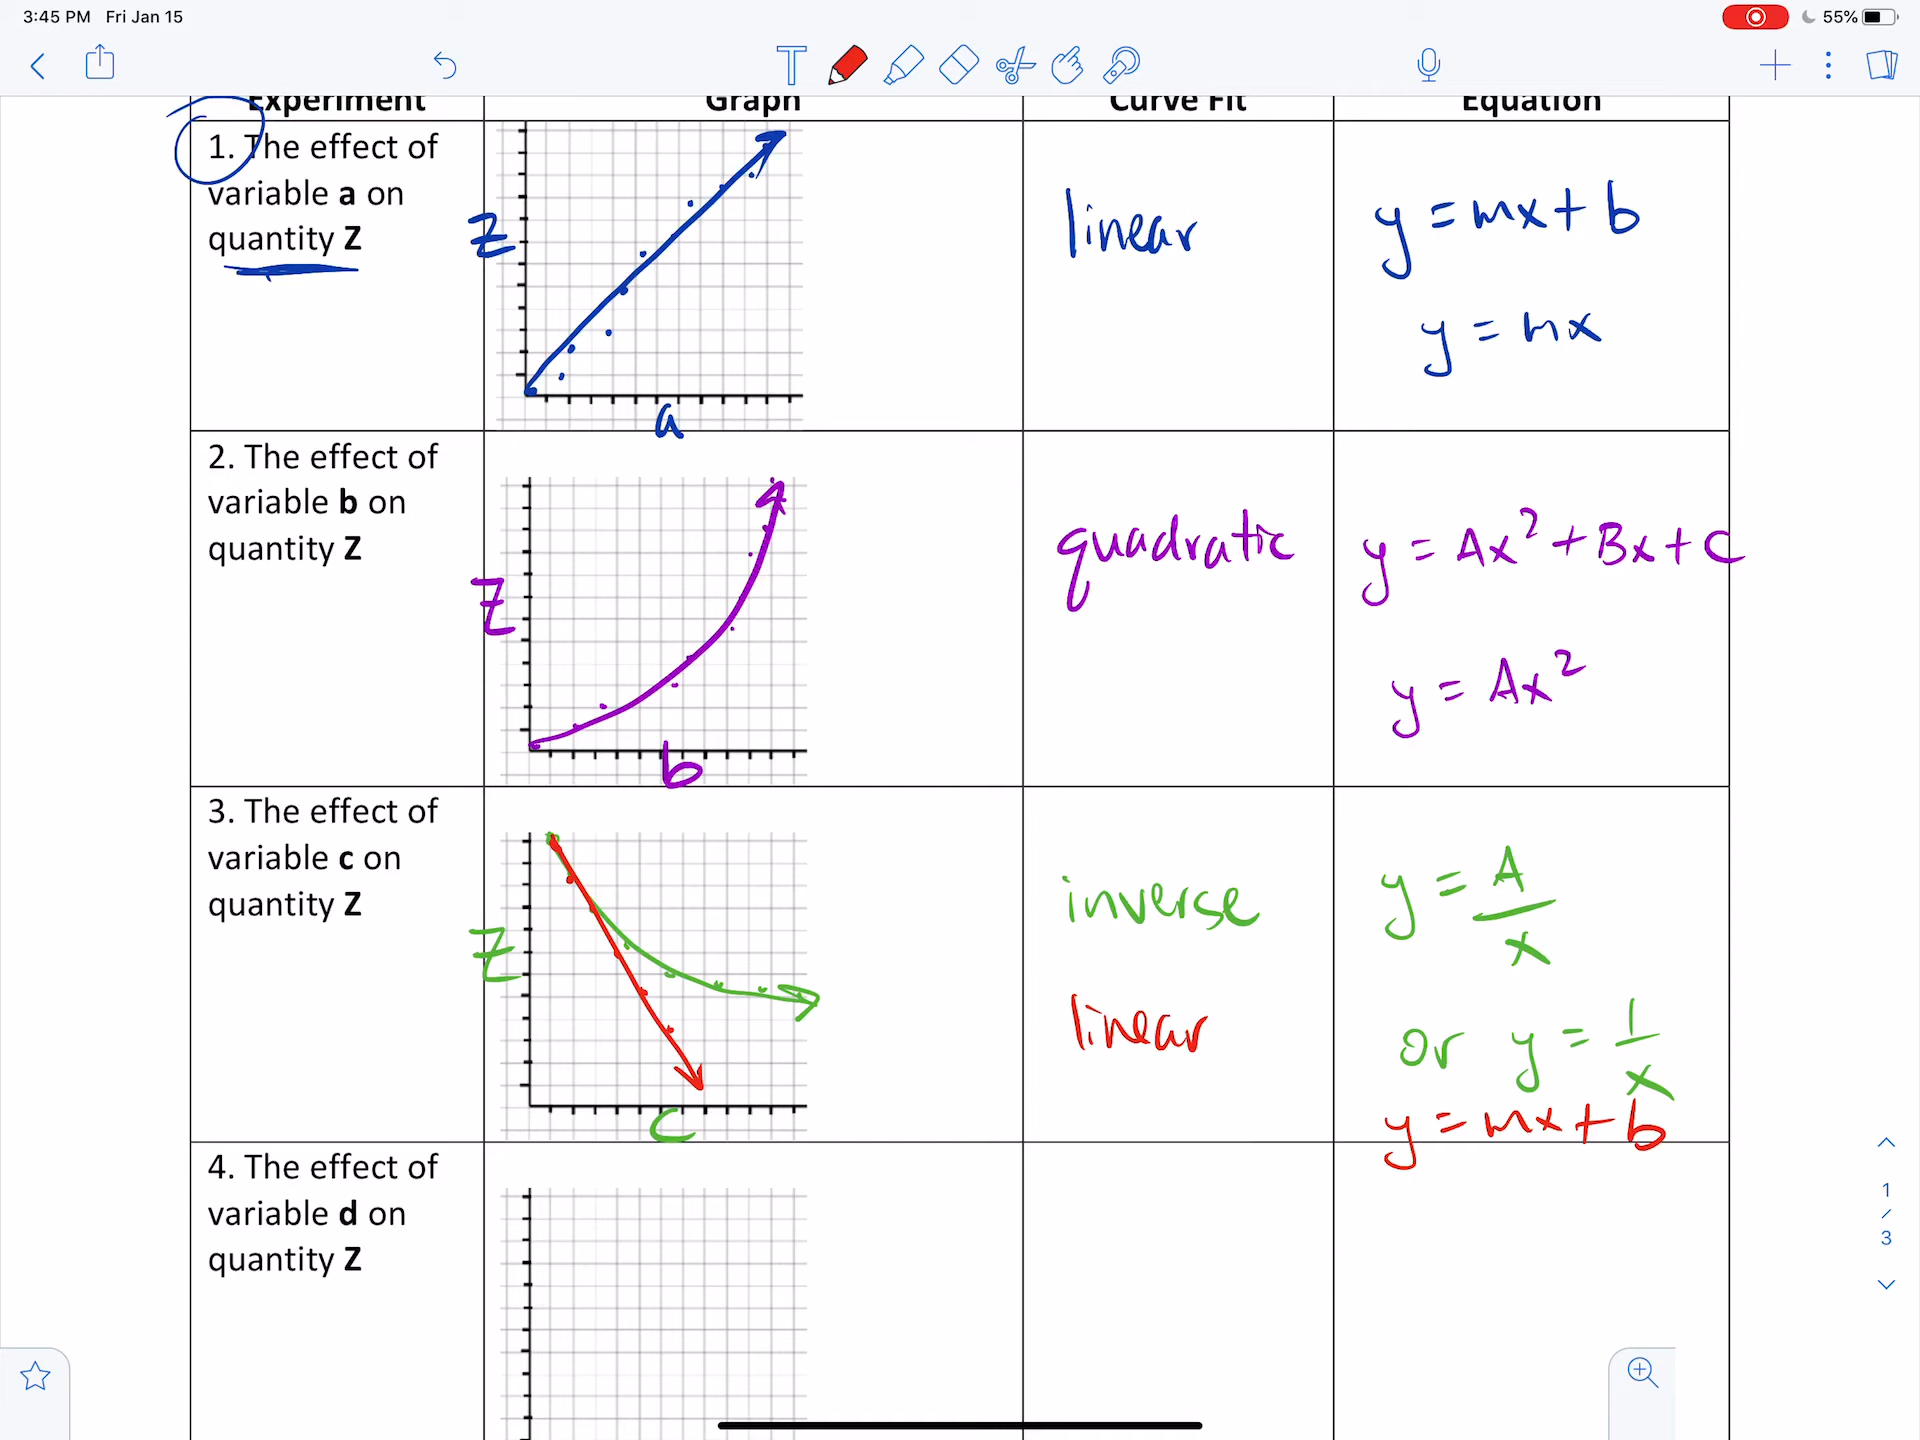 3:45 PM Fri Jan 15
55%
Experiment Graph Curve Fit Equation
1. The effect of
variable a on
quantity Z
Z
a
linear
y = mx + b
y = mx
2. The effect of
variable b on
quantity Z
Z
b
quadratic
y = Ax² + Bx + C
y = Ax²
3. The effect of
variable c on
quantity Z
Z
c
inverse
linear
y = A/x
or y = 1/x
y = mx + b
4. The effect of
variable d on
quantity Z
1
/
3